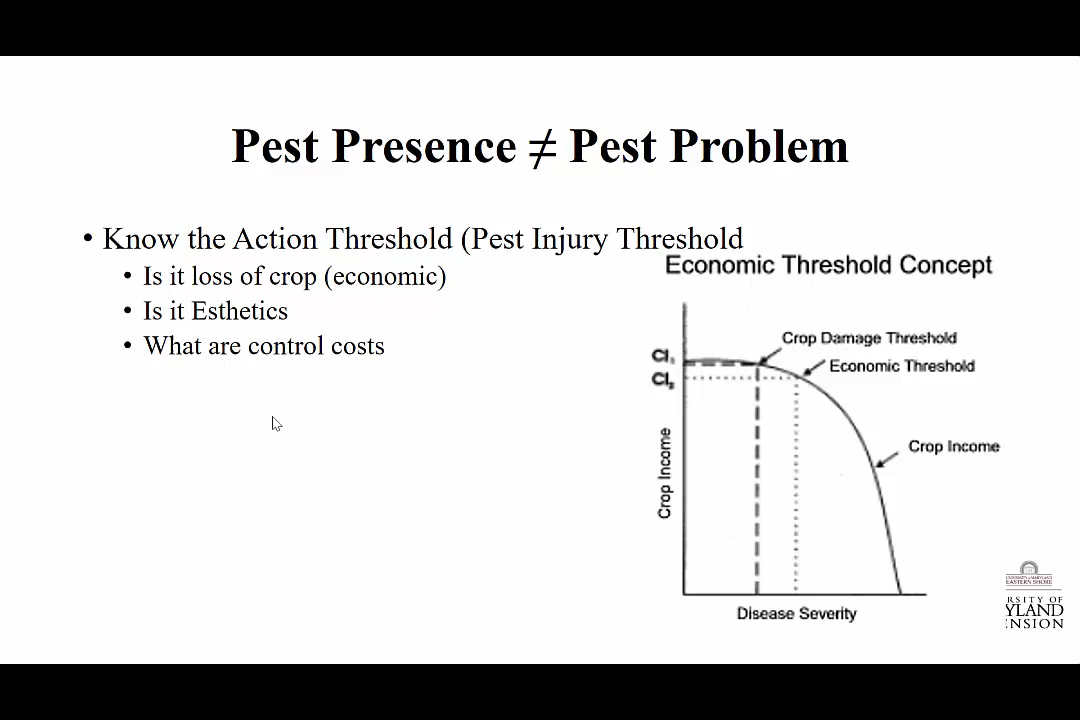 Pest Presence ≠ Pest Problem
• Know the Action Threshold (Pest Injury Threshold
• Is it loss of crop (economic)
• Is it Esthetics
• What are control costs
Economic Threshold Concept
Crop Damage Threshold
Economic Threshold
CI₁
CI₂
Crop Income
Crop Income
Disease Severity
UNIVERSITY of MARYLAND
EASTERN SHORE
RSITY OF
YLAND
ENSION